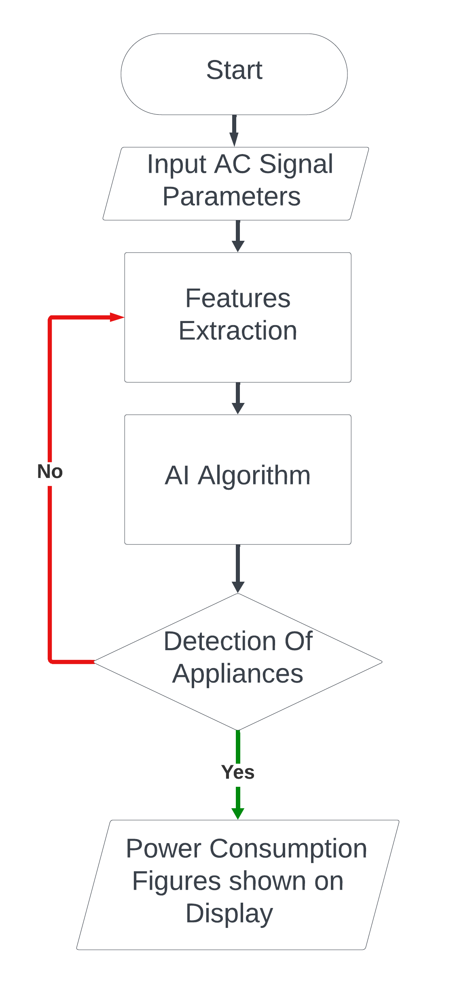 Start
Input AC Signal
Parameters
Features
Extraction
AI Algorithm
No
Detection Of
Appliances
Yes
Power Consumption
Figures shown on
Display